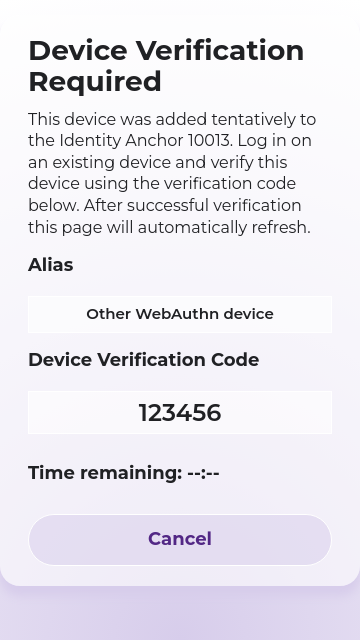 Device Verification
Required
This device was added tentatively to
the Identity Anchor 10013. Log in on
an existing device and verify this
device using the verification code
below. After successful verification
this page will automatically refresh.
Alias
Other WebAuthn device
Device Verification Code
123456
Time remaining: --:--
Cancel